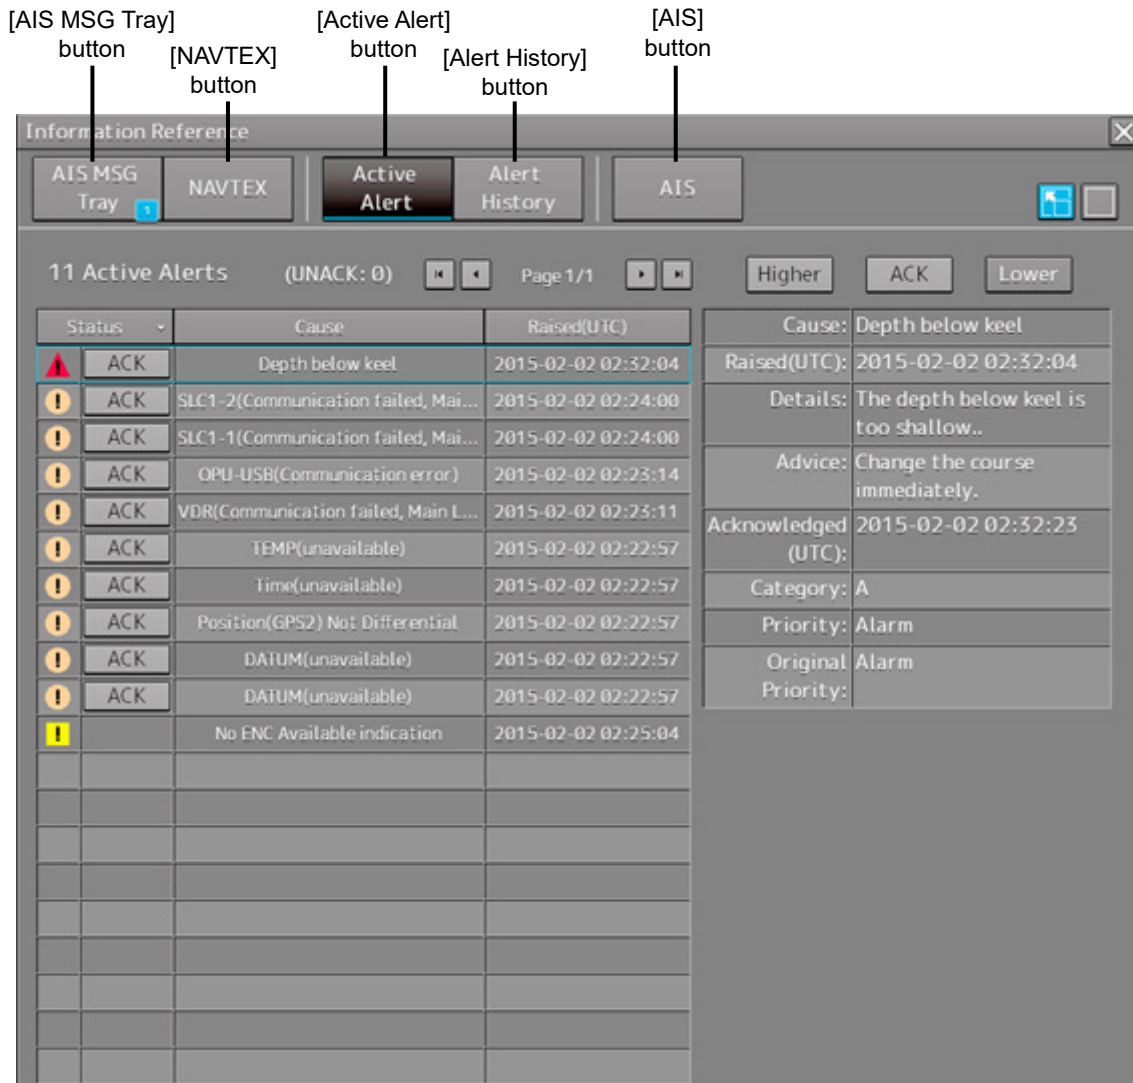 [AIS MSG Tray]
button
[NAVTEX]
button
[Active Alert]
button
[Alert History]
button
[AIS]
button
Information Reference
AIS MSG
Tray
1
NAVTEX
Active
Alert
Alert
History
AIS
11 Active Alerts (UNACK: 0) Page 1/1 Higher ACK Lower
Status Cause Raised(UTC)
ACK Depth below keel 2015-02-02 02:32:04
ACK SLC1-2(Communication failed, Mai... 2015-02-02 02:24:00
ACK SLC1-1(Communication failed, Mai... 2015-02-02 02:24:00
ACK OPU-USB(Communication error) 2015-02-02 02:23:14
ACK VDR(Communication failed, Main L... 2015-02-02 02:23:11
ACK TEMP(unavailable) 2015-02-02 02:22:57
ACK Time(unavailable) 2015-02-02 02:22:57
ACK Position(GPS2) Not Differential 2015-02-02 02:22:57
ACK DATUM(unavailable) 2015-02-02 02:22:57
ACK DATUM(unavailable) 2015-02-02 02:22:57
No ENC Available indication 2015-02-02 02:25:04
Cause: Depth below keel
Raised(UTC): 2015-02-02 02:32:04
Details: The depth below keel is
too shallow..
Advice: Change the course
immediately.
Acknowledged 2015-02-02 02:32:23
(UTC):
Category: A
Priority: Alarm
Original Alarm
Priority: